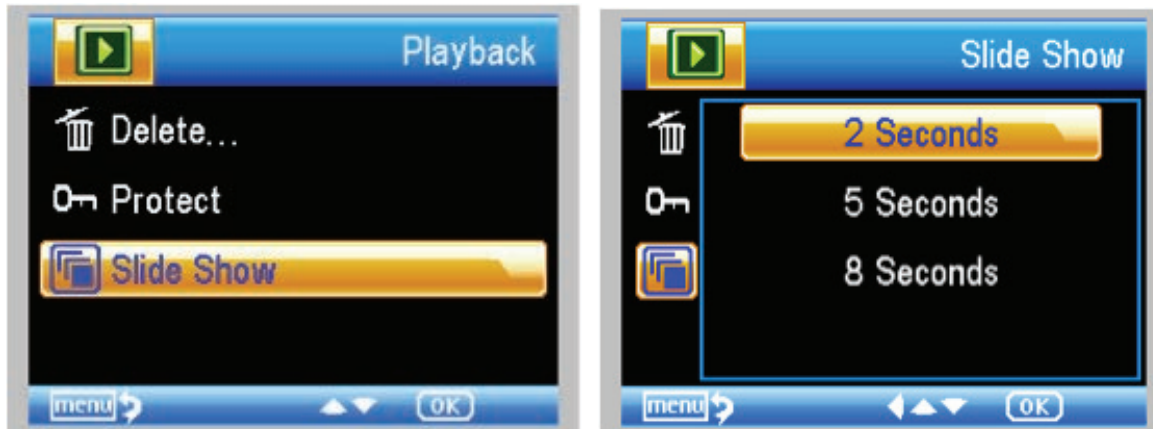 Playback
Delete...
Protect
Slide Show
menu
OK
Slide Show
2 Seconds
5 Seconds
8 Seconds
menu
OK